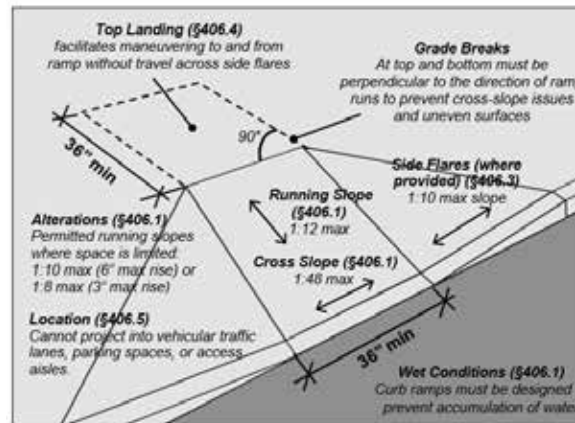 Top Landing (§406.4)
facilitates maneuvering to and from
ramp without travel across side flares
Grade Breaks
At top and bottom must be
perpendicular to the direction of ramp
runs to prevent cross-slope issues
and uneven surfaces
90°
36" min
Side Flares (where
provided) (§406.3)
1:10 max slope
Running Slope
(§406.1)
1:12 max
Alterations (§406.1)
Permitted running slopes
where space is limited:
1:10 max (6" max rise) or
1:8 max (3" max rise)
Cross Slope (§406.1)
1:48 max
Location (§406.5)
Cannot project into vehicular traffic
lanes, parking spaces, or access
aisles.
36" min
Wet Conditions (§406.1)
Curb ramps must be designed
prevent accumulation of water